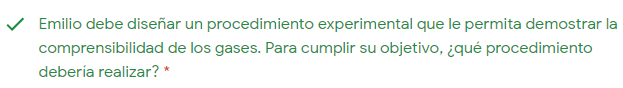 Emilio debe diseñar un procedimiento experimental que le permita demostrar la
comprensibilidad de los gases. Para cumplir su objetivo, ¿qué procedimiento
debería realizar? *